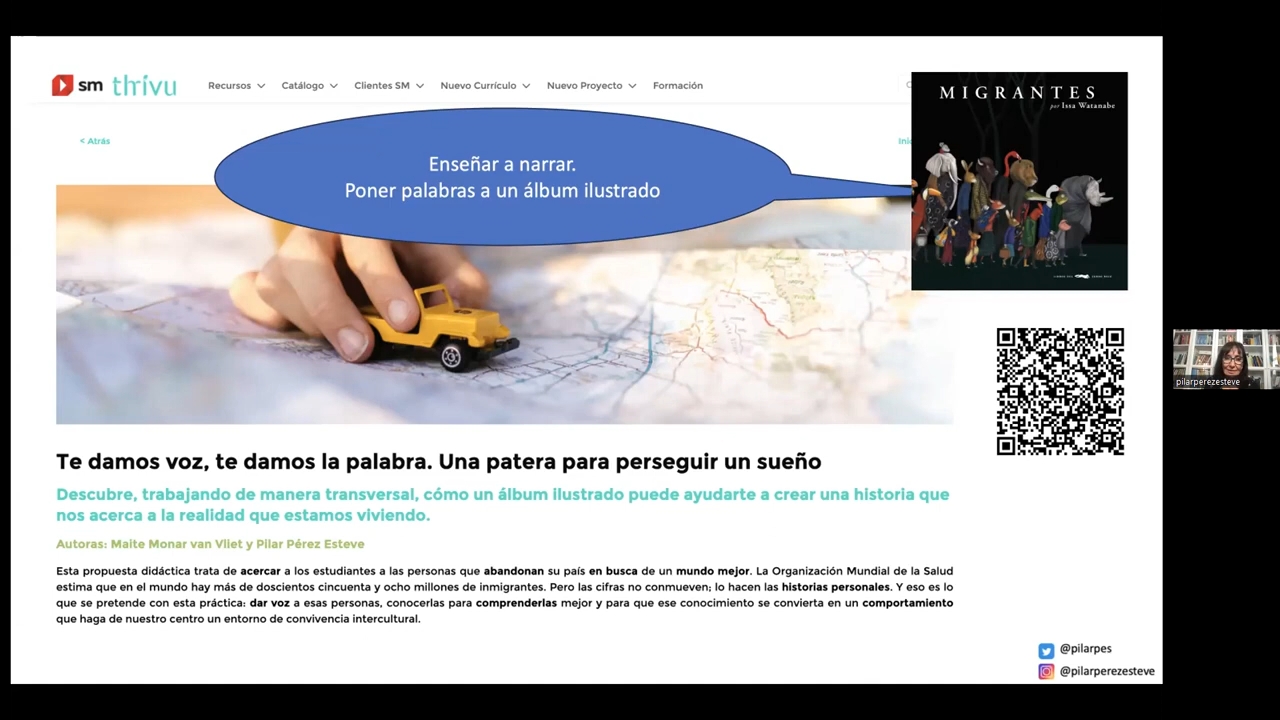 sm thrívu
Recursos Catálogo Clientes SM Nuevo Currículo Nuevo Proyecto Formación
MIGRANTES
por Issa Watanabe
< Atrás
Enseñar a narrar.
Poner palabras a un álbum ilustrado
pilarperezesteve
Te damos voz, te damos la palabra. Una patera para perseguir un sueño
Descubre, trabajando de manera transversal, cómo un álbum ilustrado puede ayudarte a crear una historia que
nos acerca a la realidad que estamos viviendo.
Autoras: Maite Monar van Vliet y Pilar Pérez Esteve
Esta propuesta didáctica trata de acercar a los estudiantes a las personas que abandonan su país en busca de un mundo mejor. La Organización Mundial de la Salud
estima que en el mundo hay más de doscientos cincuenta y ocho millones de inmigrantes. Pero las cifras no conmueven; lo hacen las historias personales. Y eso es lo
que se pretende con esta práctica: dar voz a esas personas, conocerlas para comprenderlas mejor y para que ese conocimiento se convierta en un comportamiento
que haga de nuestro centro un entorno de convivencia intercultural.
@pilarpes
@pilarperezesteve